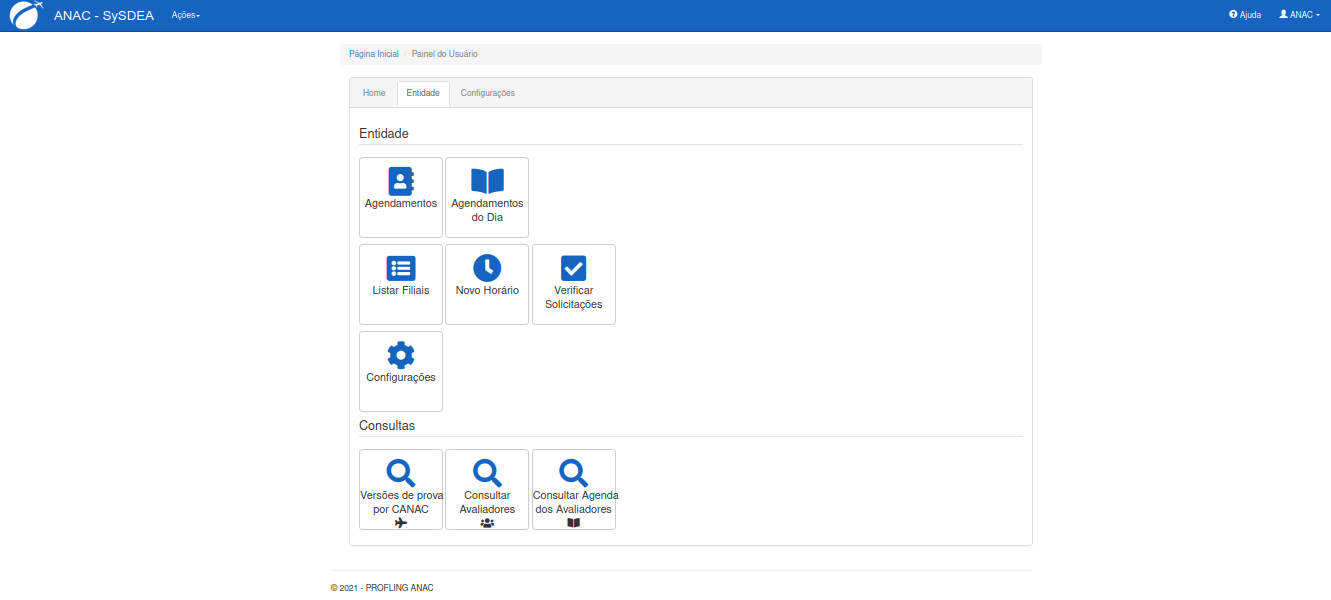 ANAC - SySDEA Ações Ajuda ANAC
Página Inicial / Painel do Usuário
Home Entidade Configurações
Entidade
Agendamentos
Agendamentos
do Dia
Listar Filiais
Novo Horário
Verificar
Solicitações
Configurações
Consultas
Versões de prova
por CANAC
Consultar
Avaliadores
Consultar Agenda
dos Avaliadores
© 2021 - PROFLING ANAC